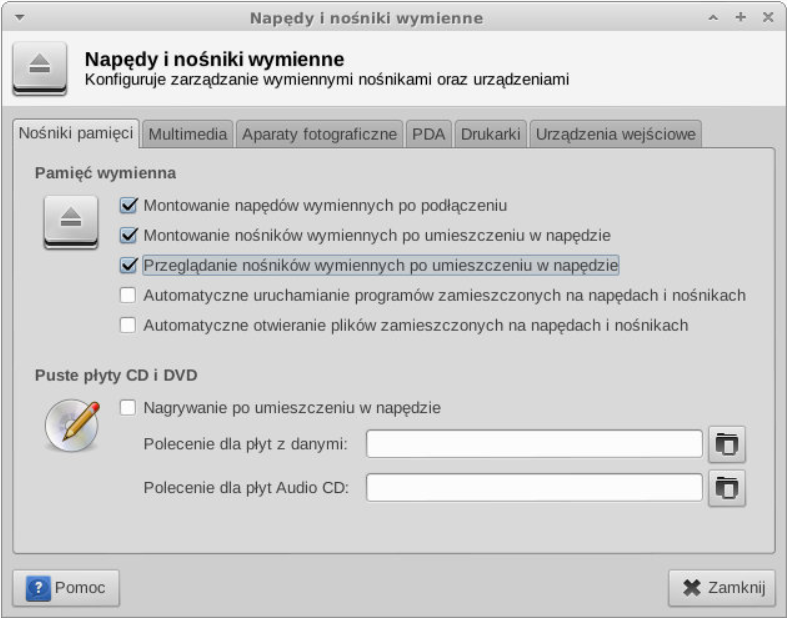 Napędy i nośniki wymienne
Napędy i nośniki wymienne
Konfiguruje zarządzanie wymiennymi nośnikami oraz urządzeniami
Nośniki pamięci Multimedia Aparaty fotograficzne PDA Drukarki Urządzenia wejściowe
Pamięć wymienna
Montowanie napędów wymiennych po podłączeniu
Montowanie nośników wymiennych po umieszczeniu w napędzie
Przeglądanie nośników wymiennych po umieszczeniu w napędzie
Automatyczne uruchamianie programów zamieszczonych na napędach i nośnikach
Automatyczne otwieranie plików zamieszczonych na napędach i nośnikach
Puste płyty CD i DVD
Nagrywanie po umieszczeniu w napędzie
Polecenie dla płyt z danymi:
Polecenie dla płyt Audio CD:
Pomoc Zamknij